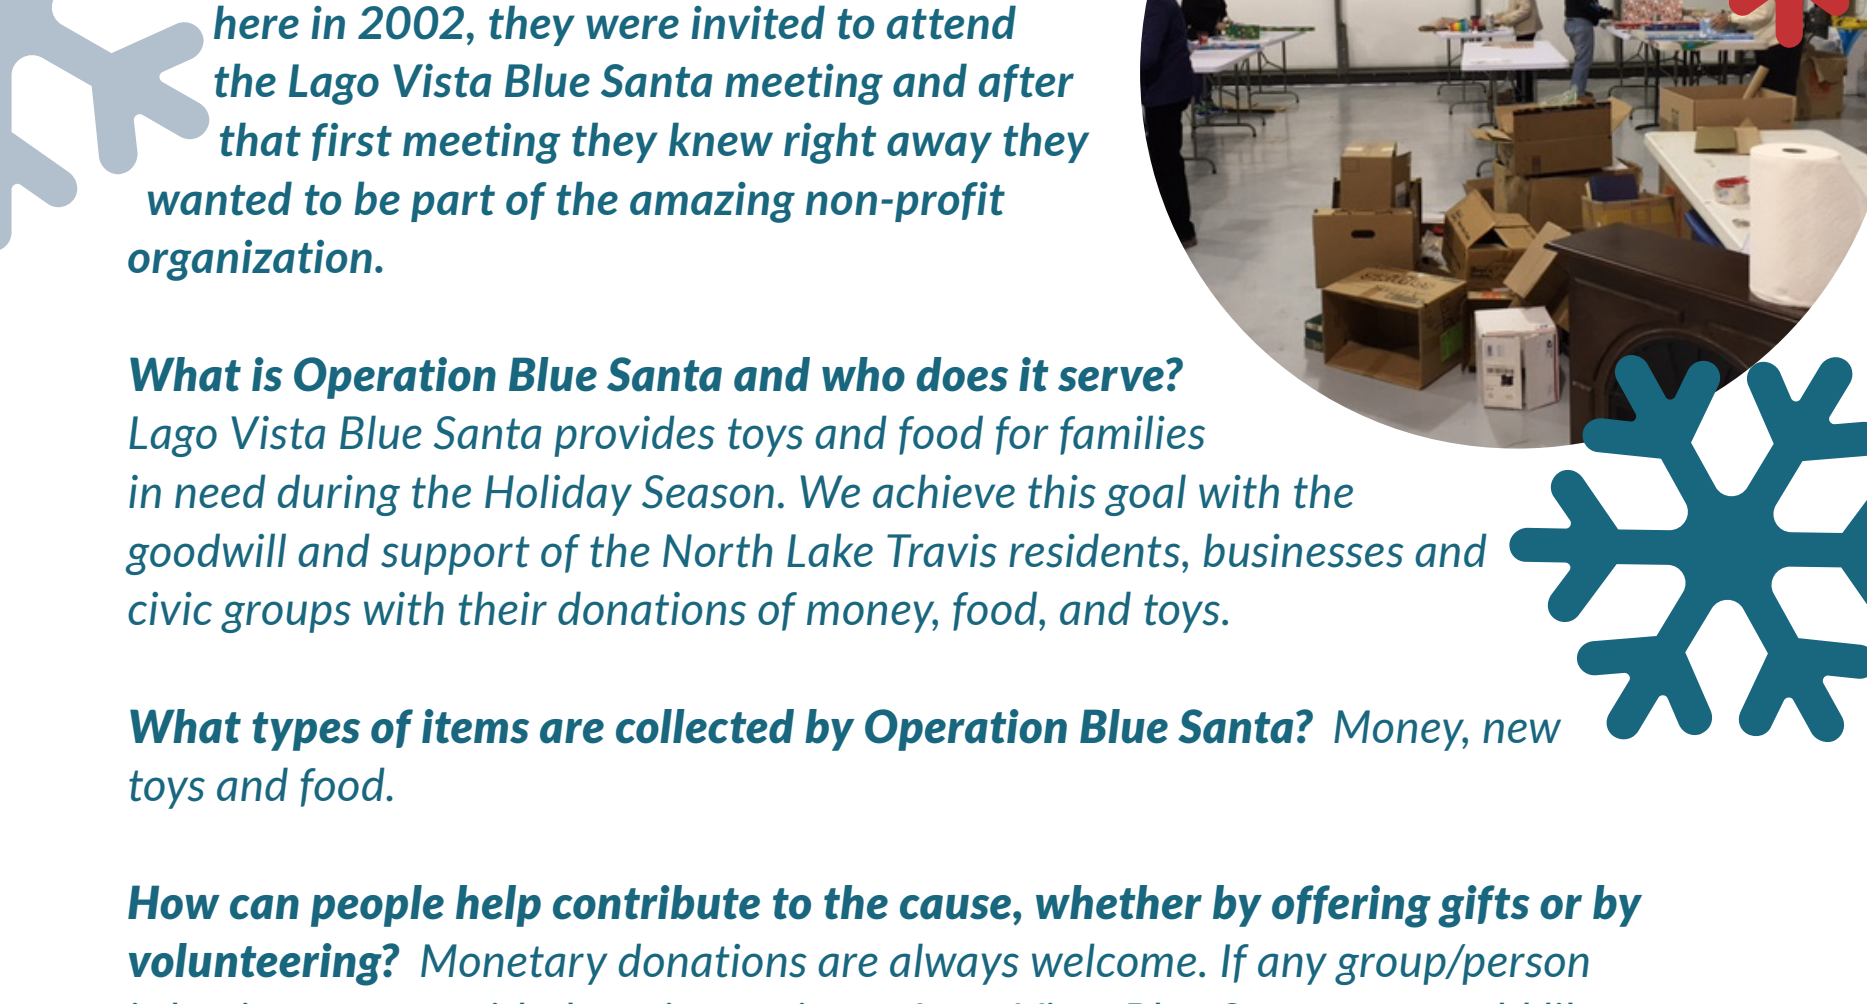 here in 2002, they were invited to attend
the Lago Vista Blue Santa meeting and after
that first meeting they knew right away they
wanted to be part of the amazing non-profit
organization.
What is Operation Blue Santa and who does it serve?
Lago Vista Blue Santa provides toys and food for families
in need during the Holiday Season. We achieve this goal with the
goodwill and support of the North Lake Travis residents, businesses and
civic groups with their donations of money, food, and toys.
What types of items are collected by Operation Blue Santa? Money, new
toys and food.
How can people help contribute to the cause, whether by offering gifts or by
volunteering? Monetary donations are always welcome. If any group/person